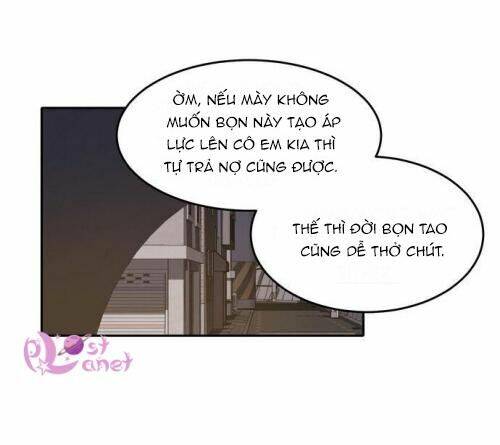 ỜM, NẾU MÀY KHÔNG
MUỐN BỌN NÀY TẠO ÁP
LỰC LÊN CÔ EM KIA THÌ
TỰ TRẢ NỢ CŨNG ĐƯỢC.
THẾ THÌ ĐỜI BỌN TAO
CŨNG DỄ THỞ CHÚT.
Lost
Planet